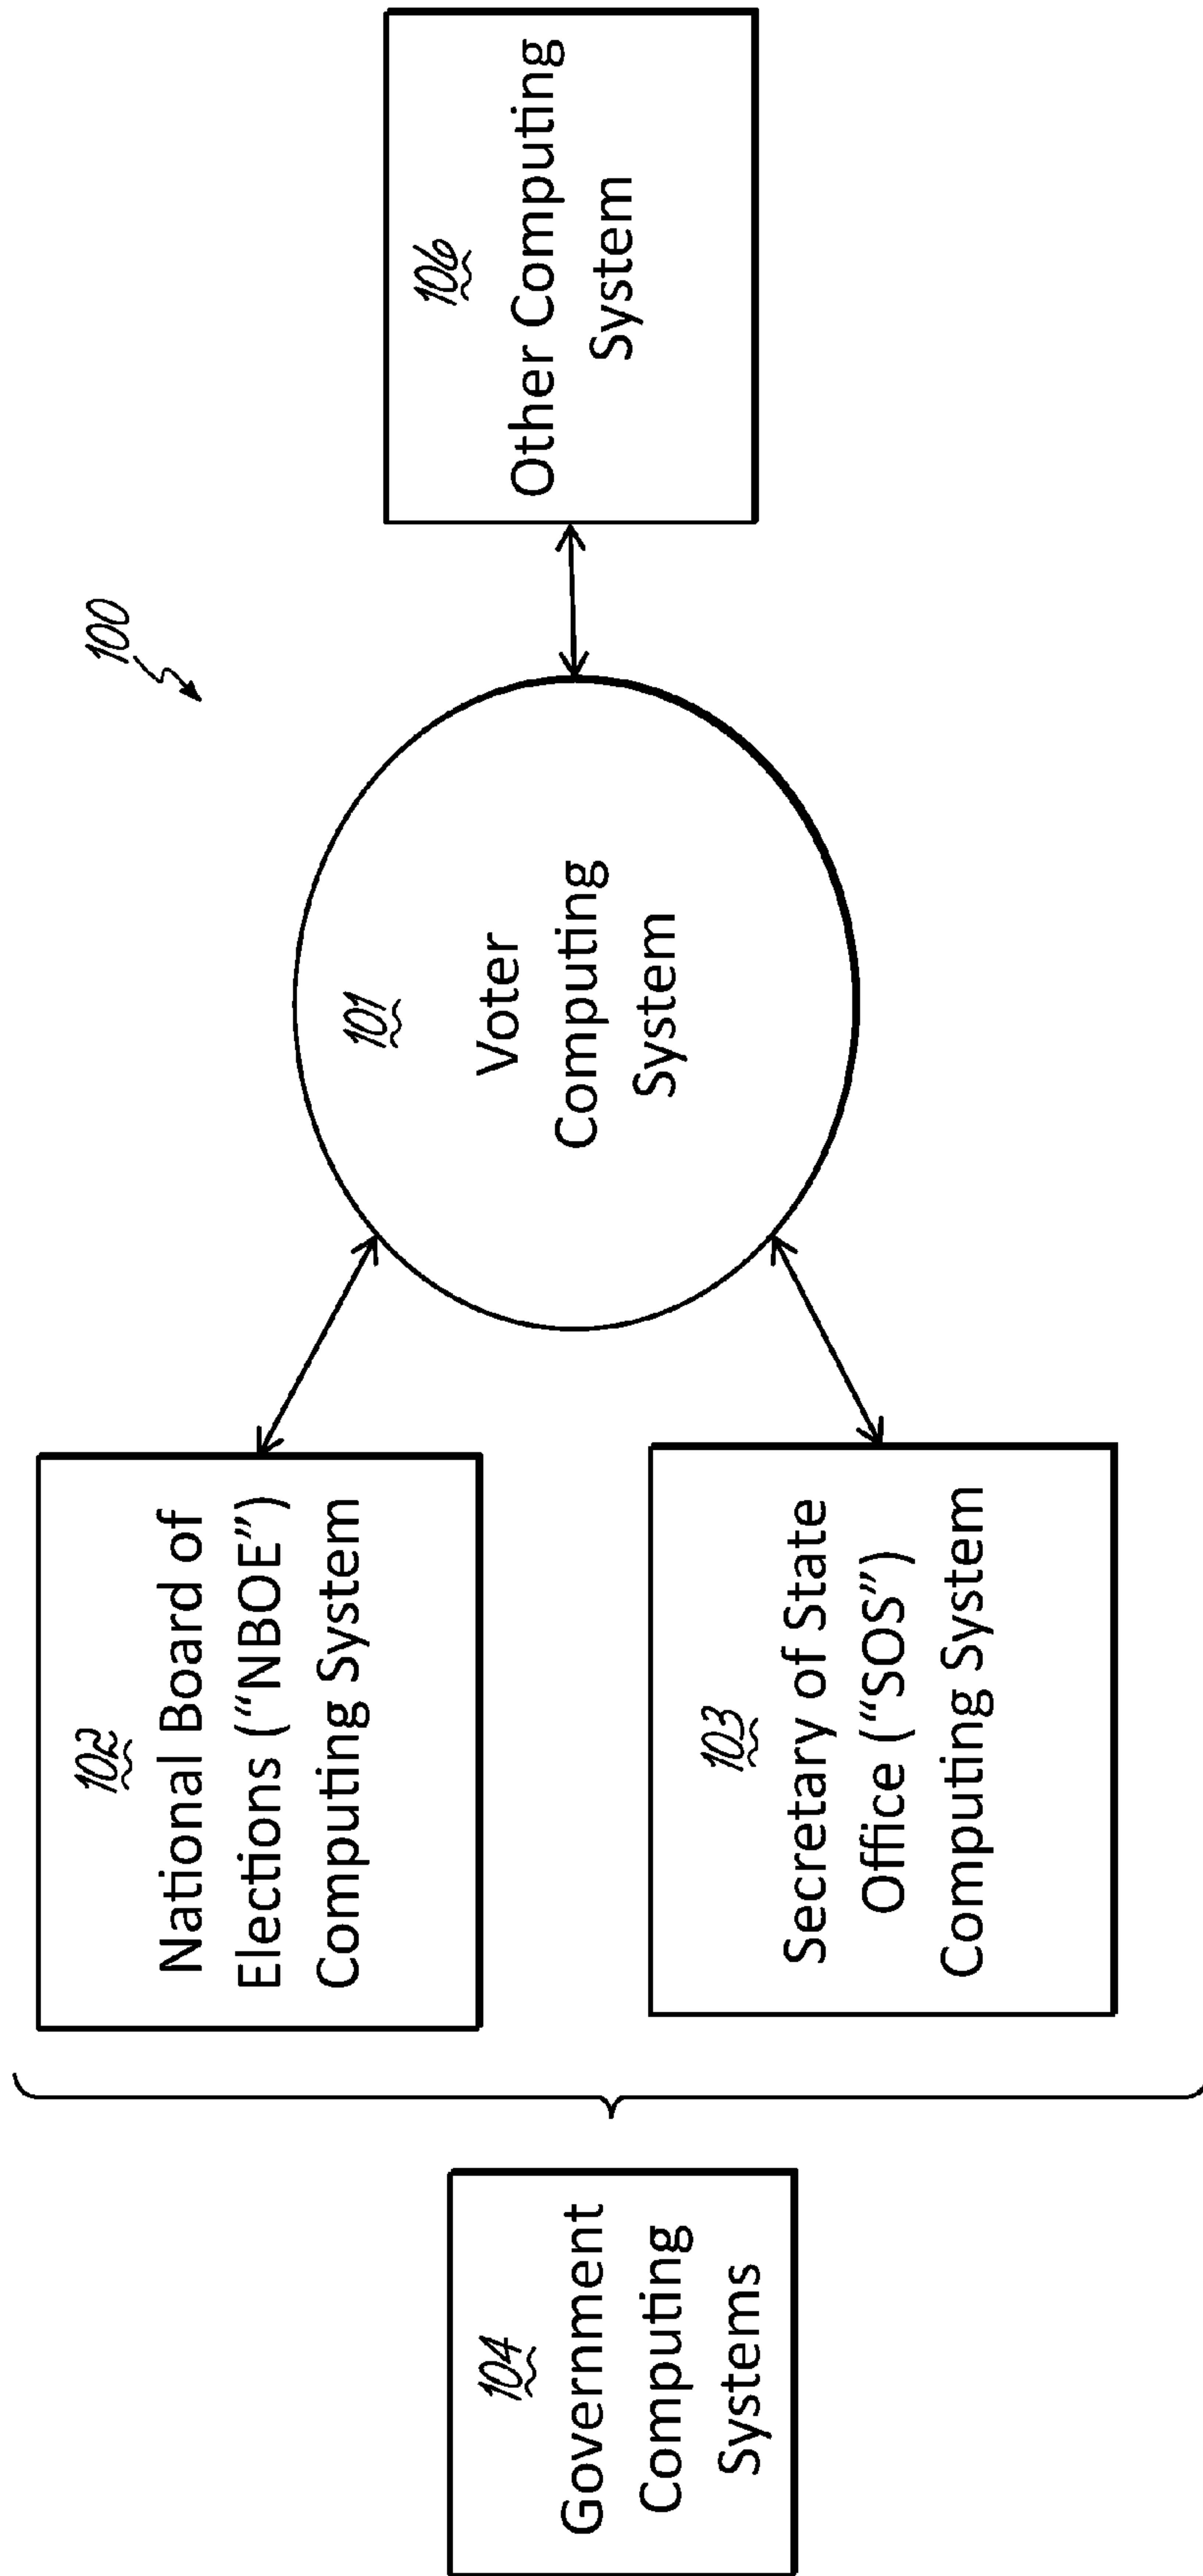 100
104
Government
Computing
Systems
102
National Board of
Elections (“NBOE”)
Computing System
103
Secretary of State
Office (“SOS”)
Computing System
101
Voter
Computing
System
106
Other Computing
System